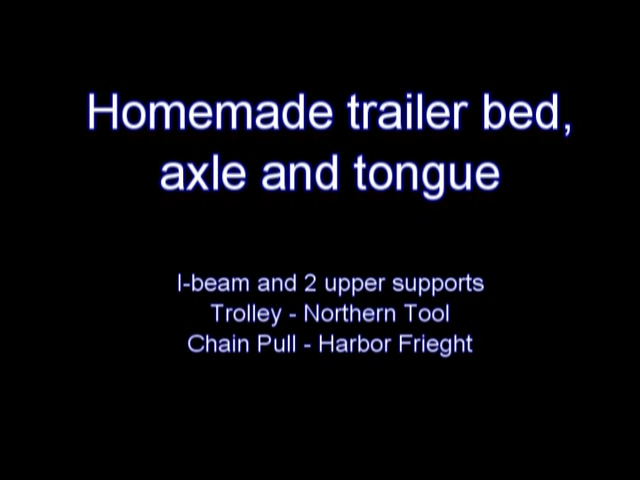 Homemade trailer bed,
axle and tongue
I-beam and 2 upper supports
Trolley - Northern Tool
Chain Pull - Harbor Frieght